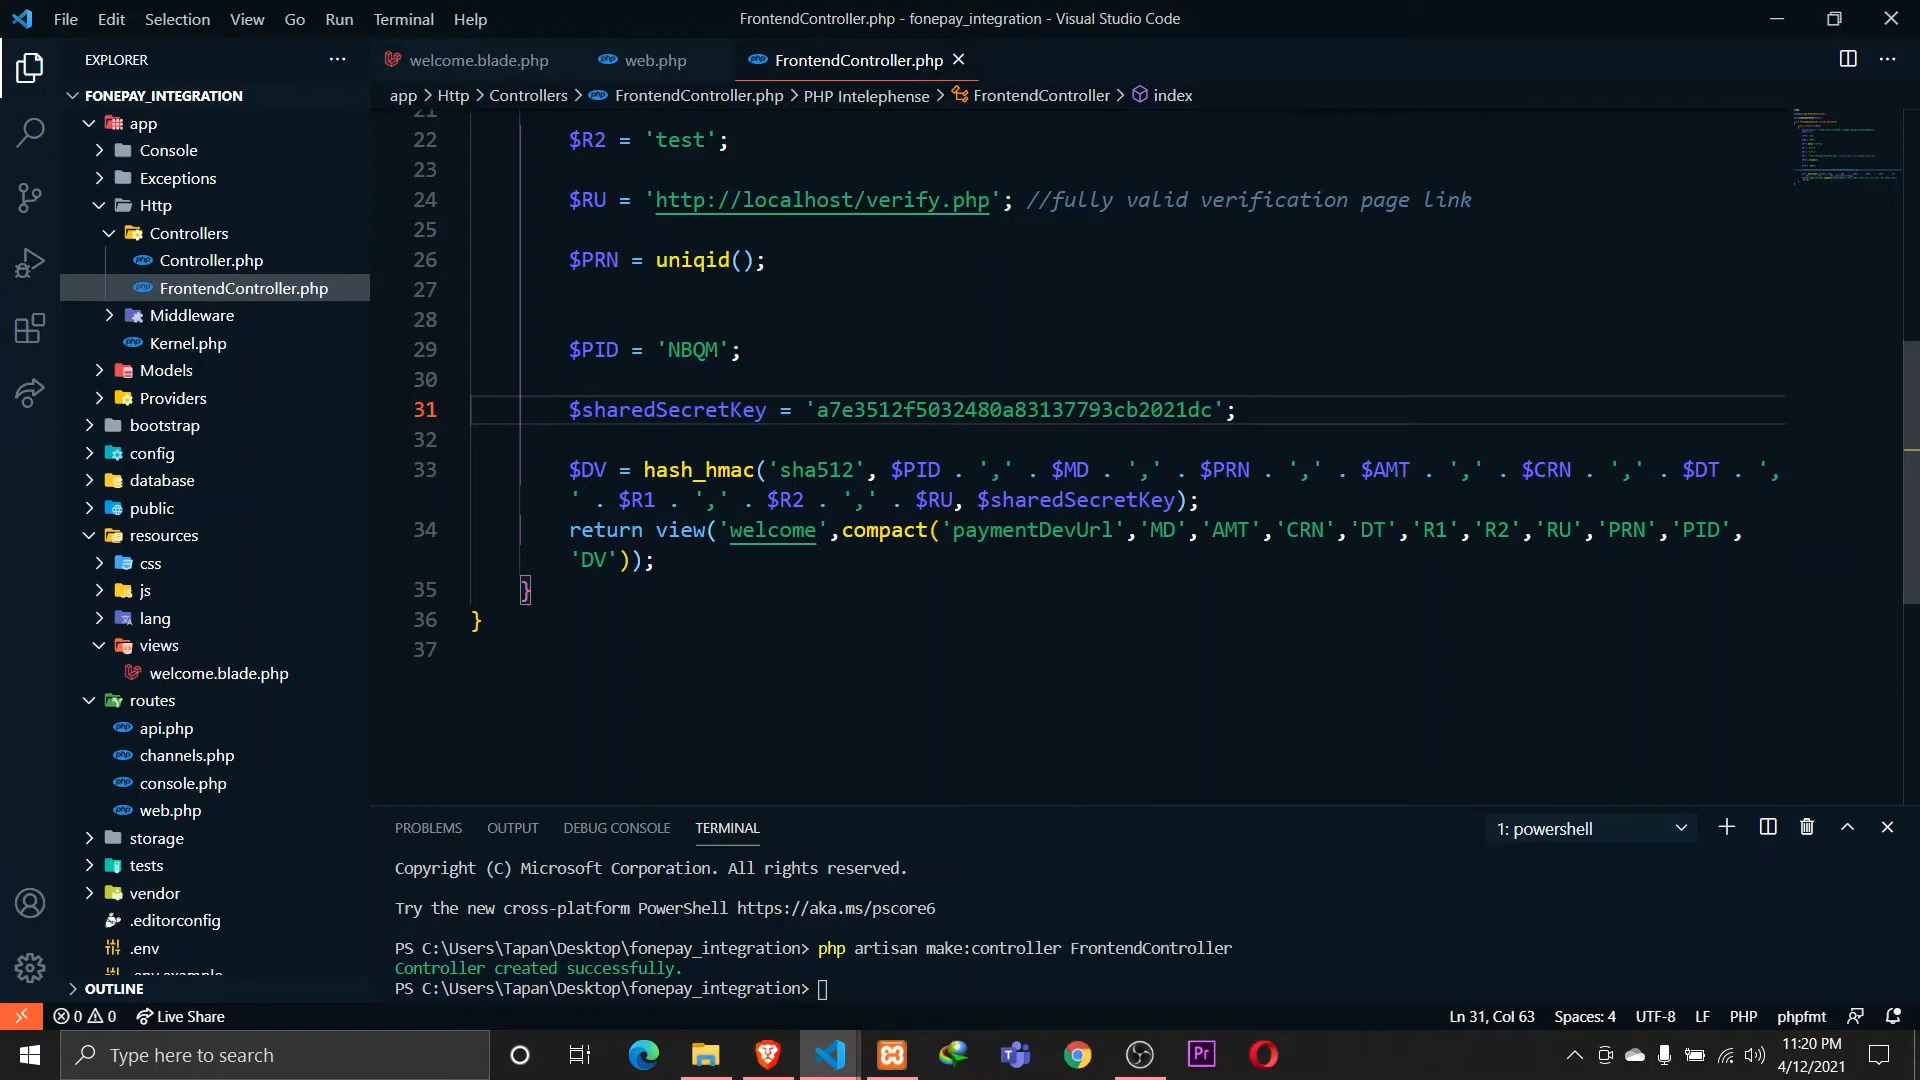 File Edit Selection View Go Run Terminal Help
FrontendController.php - fonepay_integration - Visual Studio Code
EXPLORER
FONEPAY_INTEGRATION
app
Console
Exceptions
Http
Controllers
Controller.php
FrontendController.php
Middleware
Kernel.php
Models
Providers
bootstrap
config
database
public
resources
css
js
lang
views
welcome.blade.php
routes
api.php
channels.php
console.php
web.php
storage
tests
vendor
.editorconfig
.env
.env.example
OUTLINE
welcome.blade.php web.php FrontendController.php
app > Http > Controllers > FrontendController.php > PHP Intelephense > FrontendController > index
21
22 $R2 = 'test';
23
24 $RU = 'http://localhost/verify.php'; //fully valid verification page link
25
26 $PRN = uniqid();
27
28
29 $PID = 'NBQM';
30
31 $sharedSecretKey = 'a7e3512f5032480a83137793cb2021dc';
32
33 $DV = hash_hmac('sha512', $PID . ',' . $MD . ',' . $PRN . ',' . $AMT . ',' . $CRN . ',' . $DT . ',
' . $R1 . ',' . $R2 . ',' . $RU, $sharedSecretKey);
34 return view('welcome',compact('paymentDevUrl','MD','AMT','CRN','DT','R1','R2','RU','PRN','PID',
'DV'));
35 }
36 }
37
PROBLEMS OUTPUT DEBUG CONSOLE TERMINAL
1: powershell
Copyright (C) Microsoft Corporation. All rights reserved.
Try the new cross-platform PowerShell https://aka.ms/pscore6
PS C:\Users\Tapan\Desktop\fonepay_integration> php artisan make:controller FrontendController
Controller created successfully.
PS C:\Users\Tapan\Desktop\fonepay_integration>
0 0 Live Share
Ln 31, Col 63 Spaces: 4 UTF-8 LF PHP phpfmt
Type here to search
Pr
11:20 PM
4/12/2021